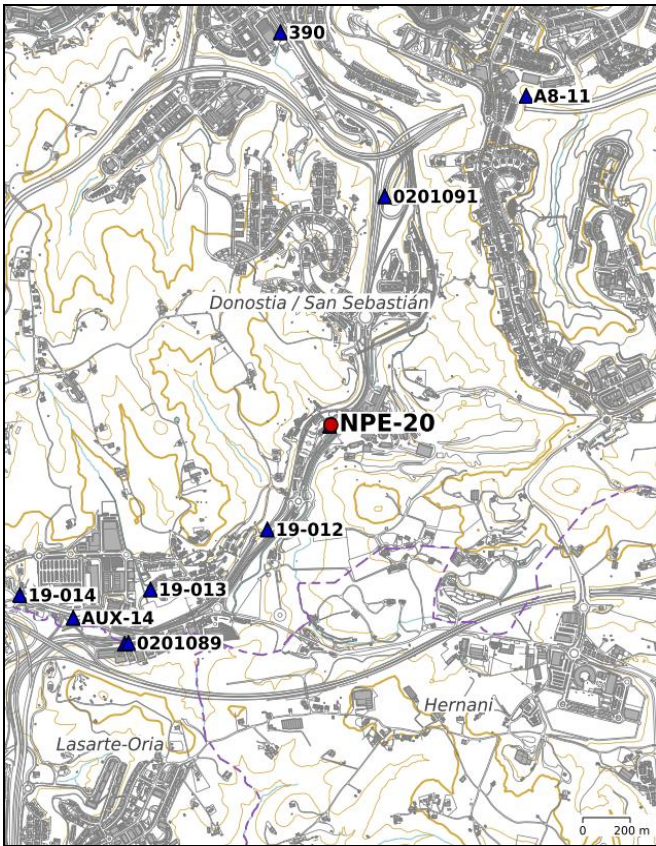 390
A8-11
0201091
Donostia / San Sebastián
NPE-20
19-012
19-013
19-014
AUX-14
0201089
Hernani
Lasarte-Oria
0 200 m